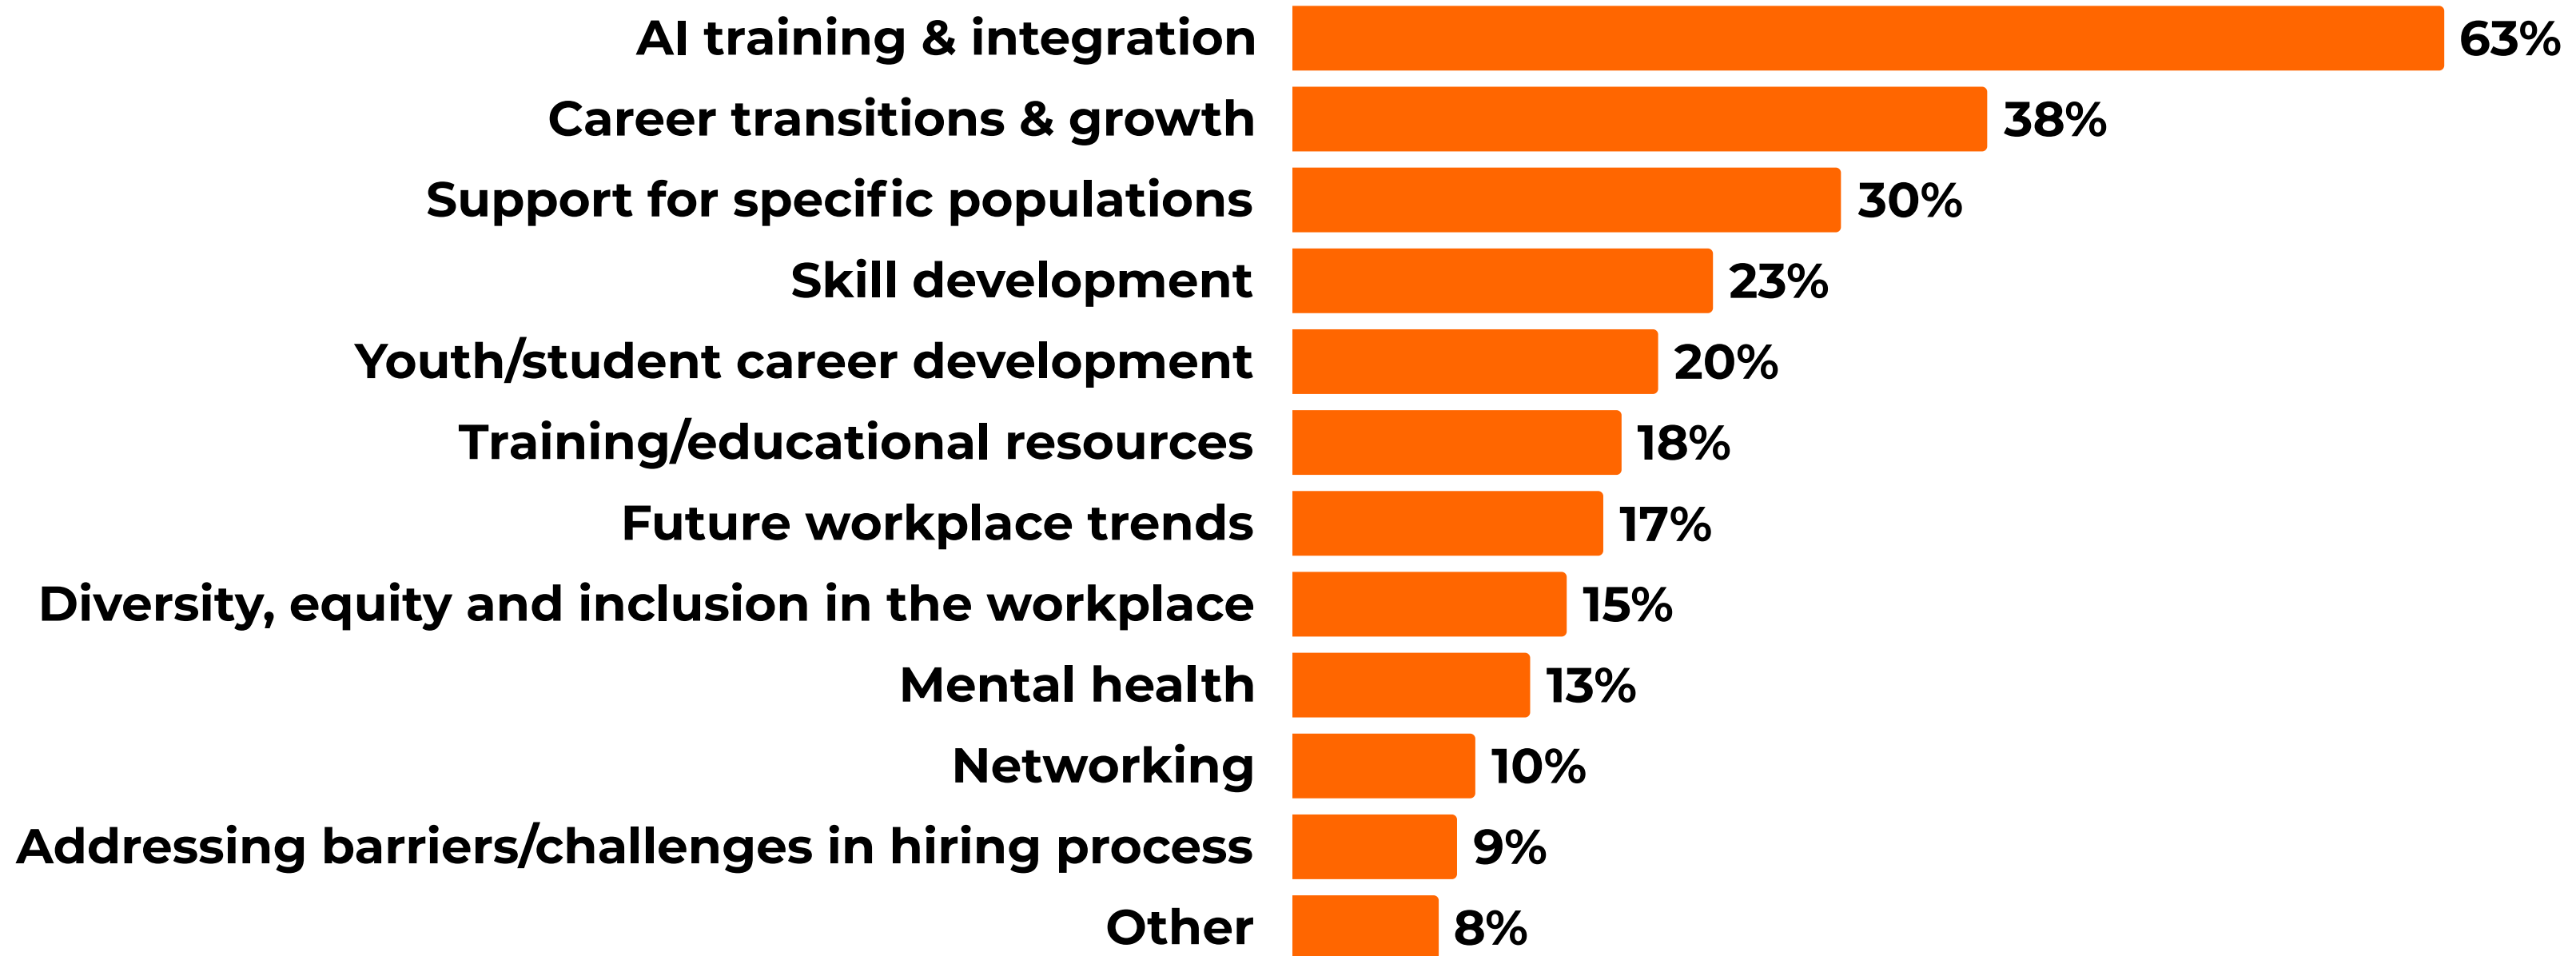 AI training & integration 63%
Career transitions & growth 38%
Support for specific populations 30%
Skill development 23%
Youth/student career development 20%
Training/educational resources 18%
Future workplace trends 17%
Diversity, equity and inclusion in the workplace 15%
Mental health 13%
Networking 10%
Addressing barriers/challenges in hiring process 9%
Other 8%